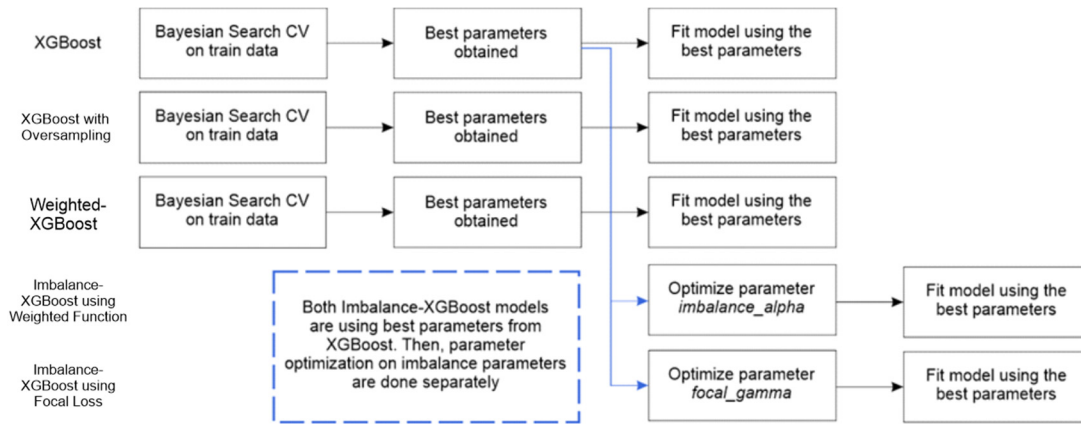 XGBoost
Bayesian Search CV
on train data
Best parameters
obtained
Fit model using the
best parameters
XGBoost with
Oversampling
Bayesian Search CV
on train data
Best parameters
obtained
Fit model using the
best parameters
Weighted-
XGBoost
Bayesian Search CV
on train data
Best parameters
obtained
Fit model using the
best parameters
Imbalance-
XGBoost using
Weighted Function
Both Imbalance-XGBoost models
are using best parameters from
XGBoost. Then, parameter
optimization on imbalance parameters
are done separately
Optimize parameter
imbalance_alpha
Fit model using the
best parameters
Imbalance-
XGBoost using
Focal Loss
Optimize parameter
focal_gamma
Fit model using the
best parameters